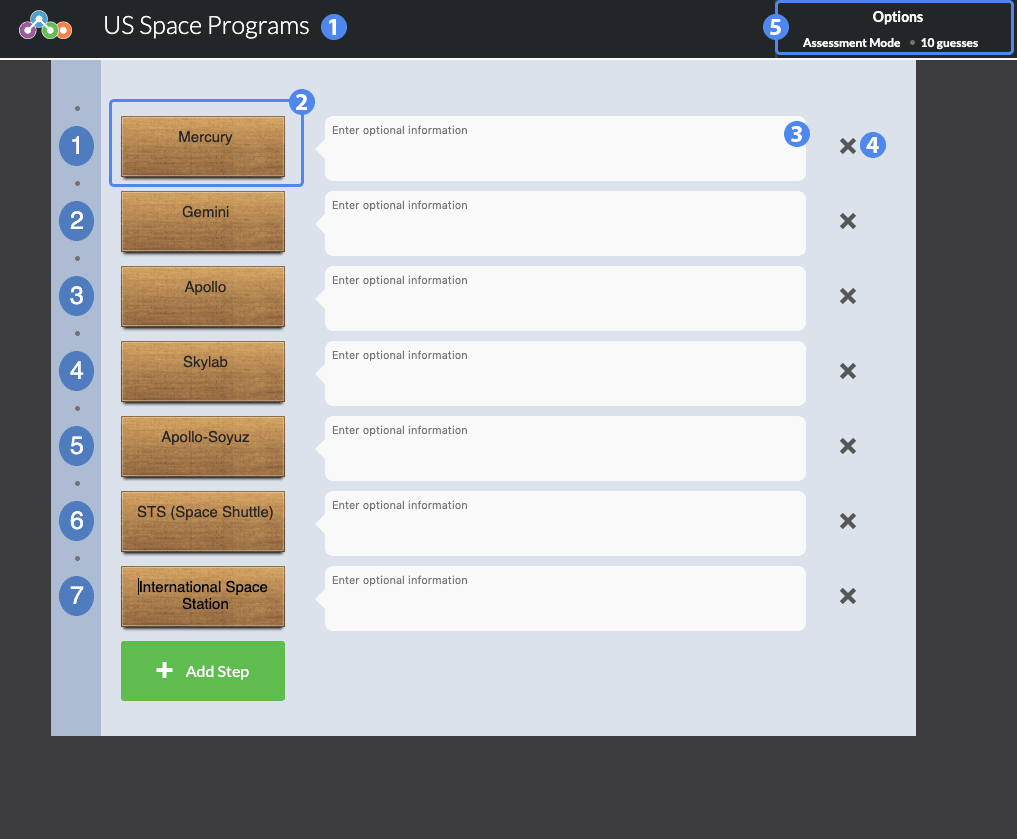 US Space Programs 1
5 Options
Assessment Mode • 10 guesses
2
1 Mercury Enter optional information 3 4
2 Gemini Enter optional information
3 Apollo Enter optional information
4 Skylab Enter optional information
5 Apollo-Soyuz Enter optional information
6 STS (Space Shuttle) Enter optional information
7 International Space Station Enter optional information
+ Add Step